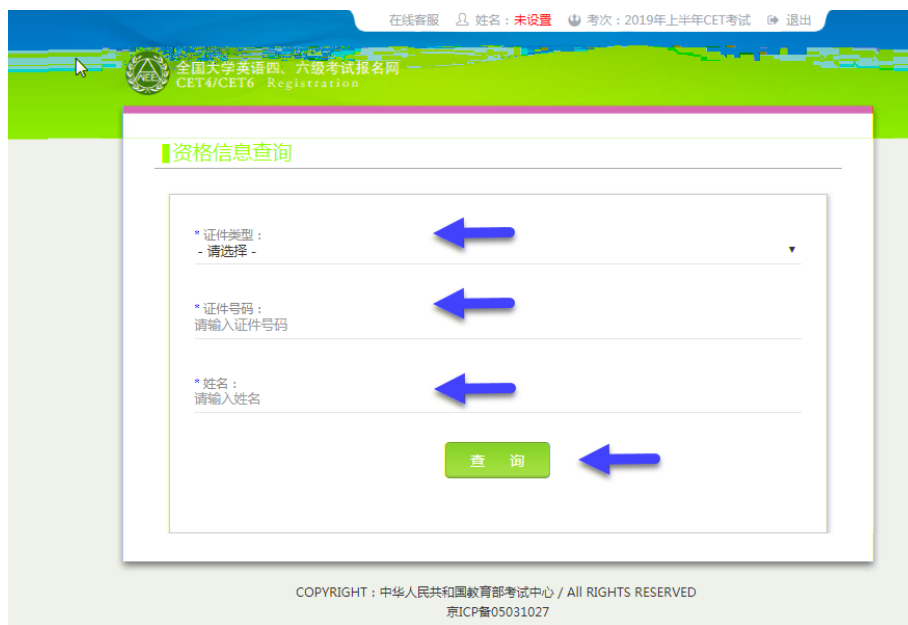 在线客服 姓名：未设置 考次：2019年上半年CET考试 退出
NEEA
全国大学英语四、六级考试报名网
CET4/CET6 Registration
资格信息查询
* 证件类型：
- 请选择 -
* 证件号码：
请输入证件号码
* 姓名：
请输入姓名
查 询
COPYRIGHT：中华人民共和国教育部考试中心 / All RIGHTS RESERVED
京ICP备05031027